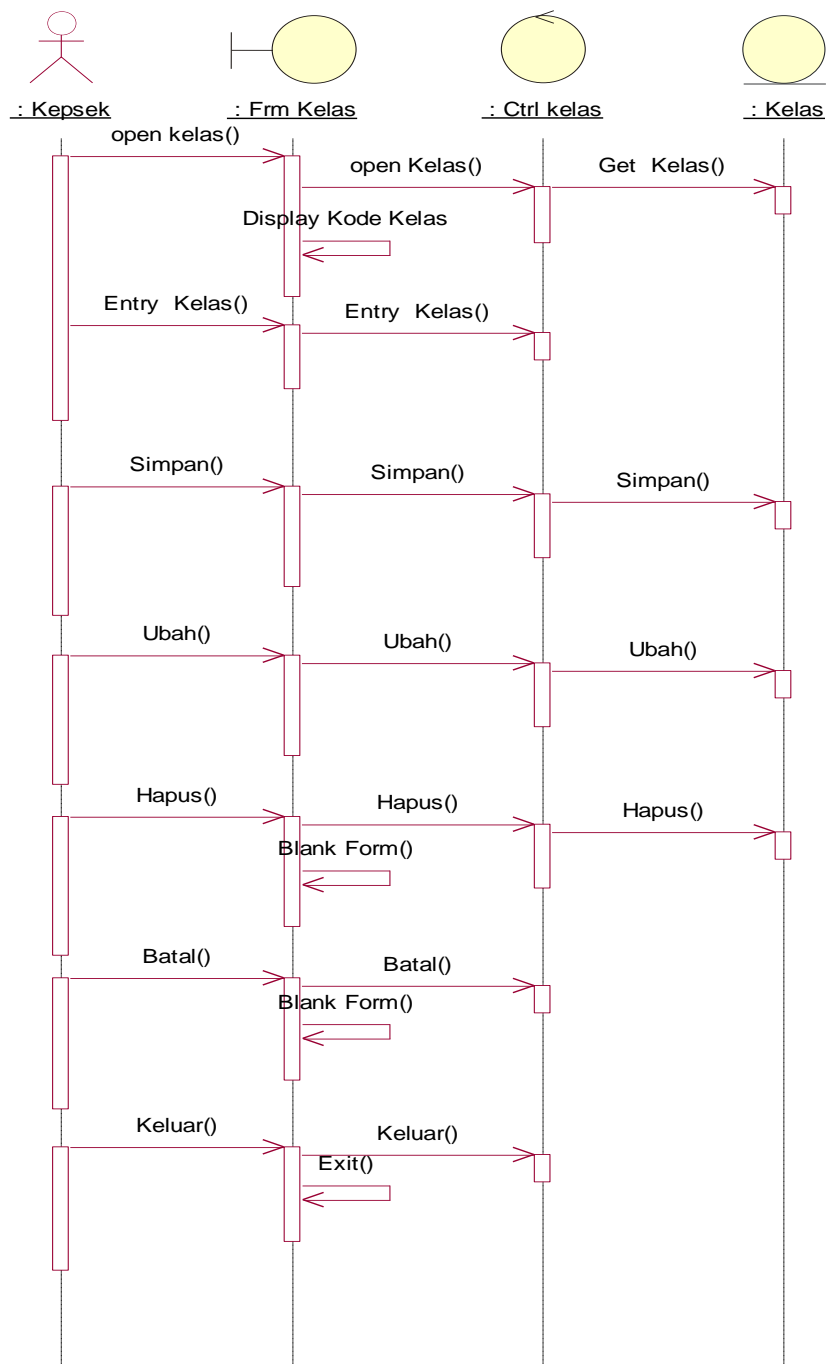 : Kepsek
: Frm Kelas
: Ctrl kelas
: Kelas
open kelas()
open Kelas()
Get Kelas()
Display Kode Kelas
Entry Kelas()
Entry Kelas()
Simpan()
Simpan()
Simpan()
Ubah()
Ubah()
Ubah()
Hapus()
Hapus()
Hapus()
Blank Form()
Batal()
Batal()
Blank Form()
Keluar()
Keluar()
Exit()